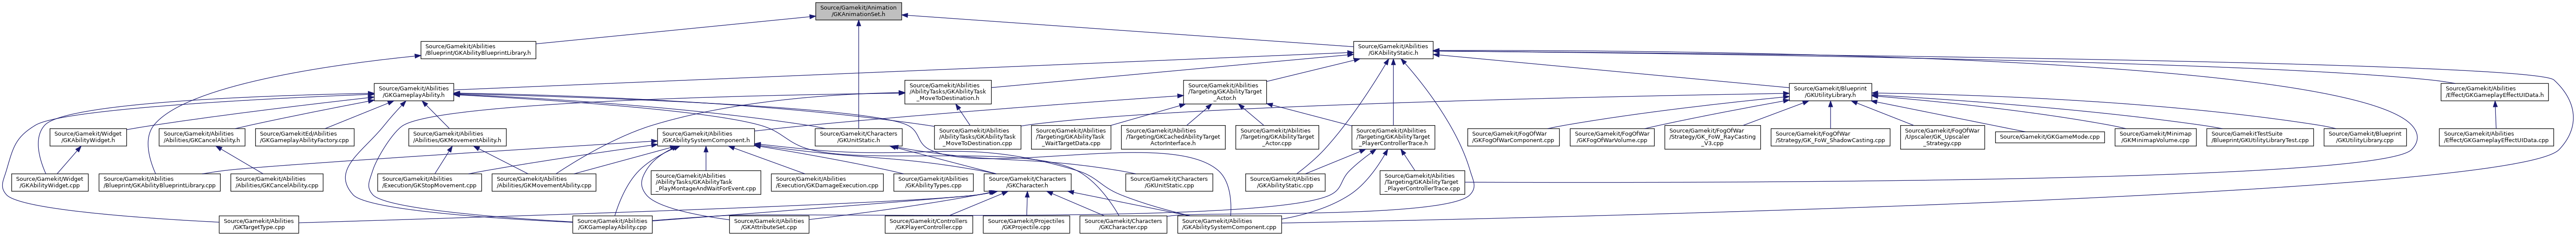 Source/Gamekit/Animation
/GKAnimationSet.h
Source/Gamekit/Abilities
/Blueprint/GKAbilityBlueprintLibrary.h
Source/Gamekit/Abilities
/GKAbilityStatic.h
Source/Gamekit/Abilities
/GKGameplayAbility.h
Source/Gamekit/Abilities
/AbilityTasks/GKAbilityTask
_MoveToDestination.h
Source/Gamekit/Abilities
/Targeting/GKAbilityTarget
_Actor.h
Source/Gamekit/Blueprint
/GKUtilityLibrary.h
Source/Gamekit/Abilities
/Effect/GKGameplayEffectUIData.h
Source/Gamekit/Widget
/GKAbilityWidget.h
Source/Gamekit/Abilities
/Abilities/GKCancelAbility.h
Source/GamekitEd/Abilities
/GKGameplayAbilityFactory.cpp
Source/Gamekit/Abilities
/Abilities/GKMovementAbility.h
Source/Gamekit/Abilities
/GKAbilitySystemComponent.h
Source/Gamekit/Characters
/GKUnitStatic.h
Source/Gamekit/Abilities
/AbilityTasks/GKAbilityTask
_MoveToDestination.cpp
Source/Gamekit/Abilities
/Targeting/GKAbilityTask
_WaitTargetData.cpp
Source/Gamekit/Abilities
/Targeting/GKCachedAbilityTarget
ActorInterface.h
Source/Gamekit/Abilities
/Targeting/GKAbilityTarget
_Actor.cpp
Source/Gamekit/Abilities
/Targeting/GKAbilityTarget
_PlayerControllerTrace.h
Source/Gamekit/FogOfWar
/GKFogOfWarComponent.cpp
Source/Gamekit/FogOfWar
/GKFogOfWarVolume.cpp
Source/Gamekit/FogOfWar
/Strategy/GK_FoW_RayCasting
_V3.cpp
Source/Gamekit/FogOfWar
/Strategy/GK_FoW_ShadowCasting.cpp
Source/Gamekit/FogOfWar
/Upscaler/GK_Upscaler
_Strategy.cpp
Source/Gamekit/GKGameMode.cpp
Source/Gamekit/Minimap
/GKMinimapVolume.cpp
Source/GamekitTestSuite
/Blueprint/GKUtilityLibraryTest.cpp
Source/Gamekit/Blueprint
/GKUtilityLibrary.cpp
Source/Gamekit/Abilities
/Effect/GKGameplayEffectUIData.cpp
Source/Gamekit/Widget
/GKAbilityWidget.cpp
Source/Gamekit/Abilities
/Blueprint/GKAbilityBlueprintLibrary.cpp
Source/Gamekit/Abilities
/Abilities/GKCancelAbility.cpp
Source/Gamekit/Abilities
/Execution/GKStopMovement.cpp
Source/Gamekit/Abilities
/Abilities/GKMovementAbility.cpp
Source/Gamekit/Abilities
/AbilityTasks/GKAbilityTask
_PlayMontageAndWaitForEvent.cpp
Source/Gamekit/Abilities
/Execution/GKDamageExecution.cpp
Source/Gamekit/Abilities
/GKAbilityTypes.cpp
Source/Gamekit/Characters
/GKCharacter.h
Source/Gamekit/Characters
/GKUnitStatic.cpp
Source/Gamekit/Abilities
/GKAbilityStatic.cpp
Source/Gamekit/Abilities
/Targeting/GKAbilityTarget
_PlayerControllerTrace.cpp
Source/Gamekit/Abilities
/GKTargetType.cpp
Source/Gamekit/Abilities
/GKGameplayAbility.cpp
Source/Gamekit/Abilities
/GKAttributeSet.cpp
Source/Gamekit/Controllers
/GKPlayerController.cpp
Source/Gamekit/Projectiles
/GKProjectile.cpp
Source/Gamekit/Characters
/GKCharacter.cpp
Source/Gamekit/Abilities
/GKAbilitySystemComponent.cpp